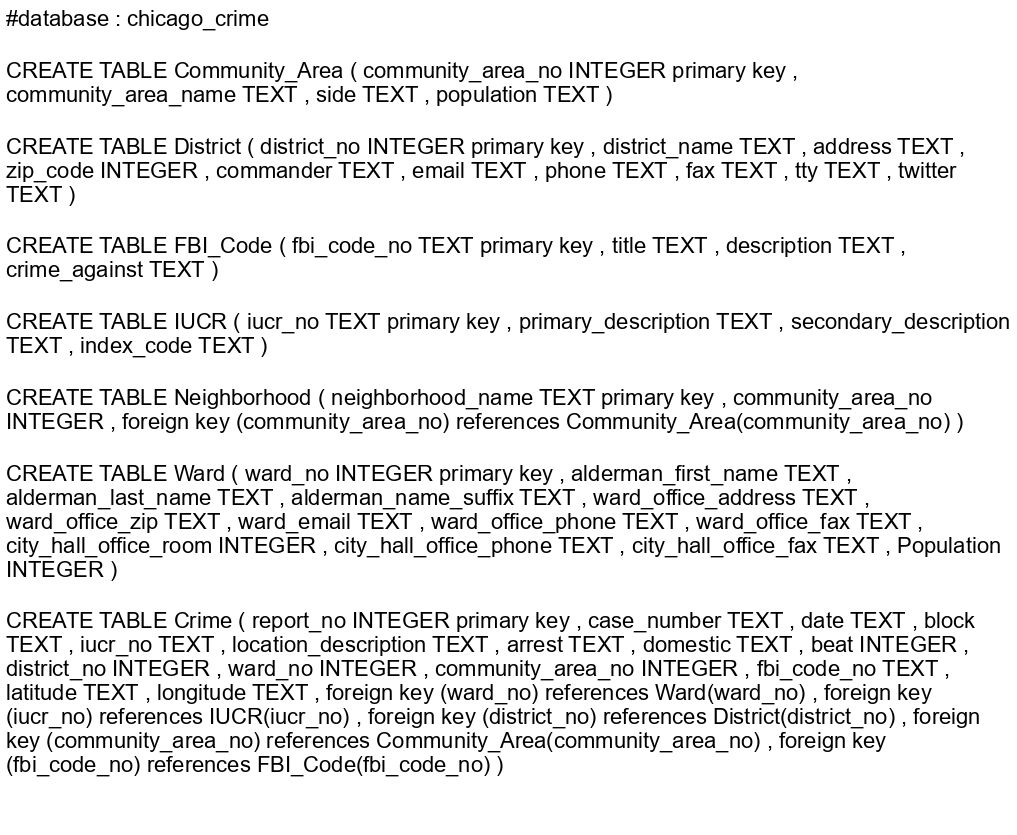 #database : chicago_crime
CREATE TABLE Community_Area ( community_area_no INTEGER primary key ,
community_area_name TEXT , side TEXT , population TEXT )
CREATE TABLE District ( district_no INTEGER primary key , district_name TEXT , address TEXT ,
zip_code INTEGER , commander TEXT , email TEXT , phone TEXT , fax TEXT , tty TEXT , twitter
TEXT )
CREATE TABLE FBI_Code ( fbi_code_no TEXT primary key , title TEXT , description TEXT ,
crime_against TEXT )
CREATE TABLE IUCR ( iucr_no TEXT primary key , primary_description TEXT , secondary_description
TEXT , index_code TEXT )
CREATE TABLE Neighborhood ( neighborhood_name TEXT primary key , community_area_no
INTEGER , foreign key (community_area_no) references Community_Area(community_area_no) )
CREATE TABLE Ward ( ward_no INTEGER primary key , alderman_first_name TEXT ,
alderman_last_name TEXT , alderman_name_suffix TEXT , ward_office_address TEXT ,
ward_office_zip TEXT , ward_email TEXT , ward_office_phone TEXT , ward_office_fax TEXT ,
city_hall_office_room INTEGER , city_hall_office_phone TEXT , city_hall_office_fax TEXT , Population
INTEGER )
CREATE TABLE Crime ( report_no INTEGER primary key , case_number TEXT , date TEXT , block
TEXT , iucr_no TEXT , location_description TEXT , arrest TEXT , domestic TEXT , beat INTEGER ,
district_no INTEGER , ward_no INTEGER , community_area_no INTEGER , fbi_code_no TEXT ,
latitude TEXT , longitude TEXT , foreign key (ward_no) references Ward(ward_no) , foreign key
(iucr_no) references IUCR(iucr_no) , foreign key (district_no) references District(district_no) , foreign
key (community_area_no) references Community_Area(community_area_no) , foreign key
(fbi_code_no) references FBI_Code(fbi_code_no) )